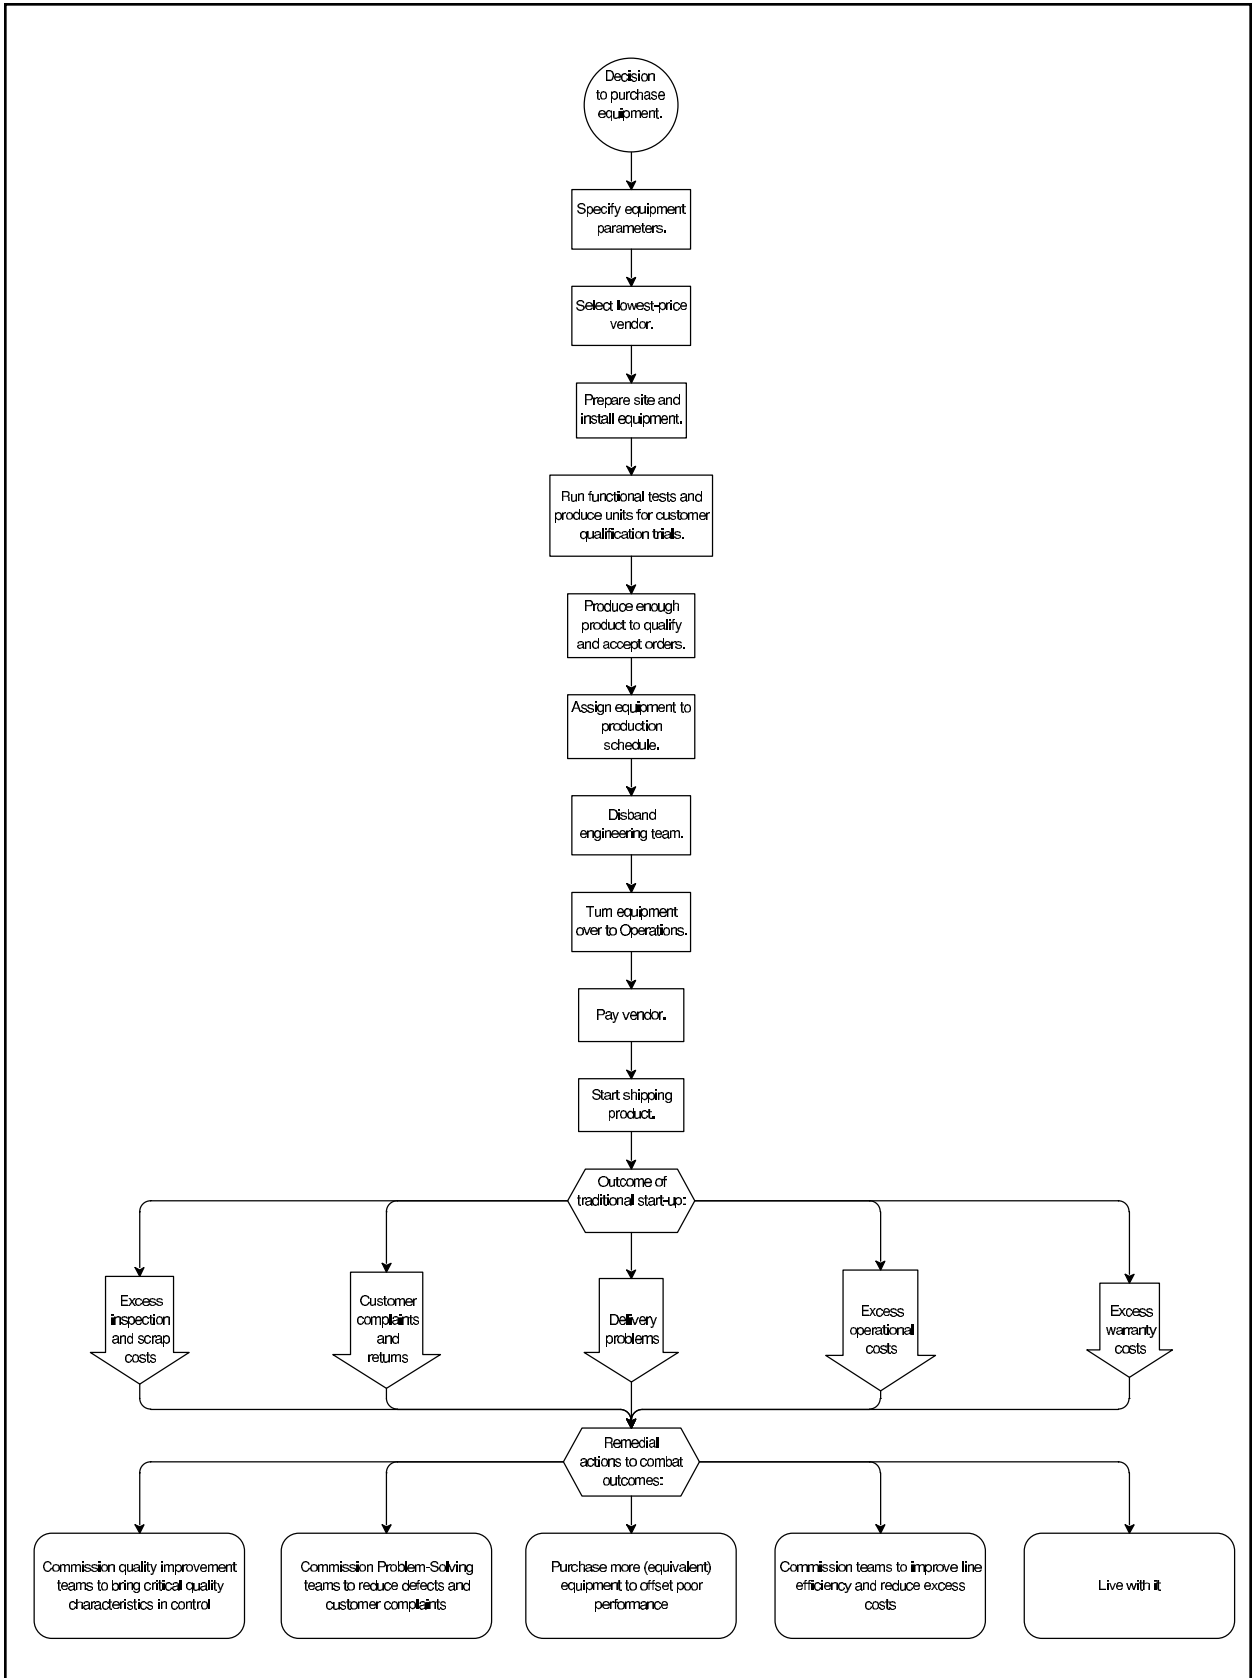 Decision
to purchase
equipment.
Specify equipment
parameters.
Select lowest-price
vendor.
Prepare site and
install equipment.
Run functional tests and
produce units for customer
qualification trials.
Produce enough
product to qualify
and accept orders.
Assign equipment to
production
schedule.
Disband
engineering team.
Turn equipment
over to Operations.
Pay vendor.
Start shipping
product.
Outcome of
traditional start-up:
Excess
inspection
and scrap
costs
Customer
complaints
and
returns
Delivery
problems
Excess
operational
costs
Excess
warranty
costs
Remedial
actions to combat
outcomes:
Commission quality improvement
teams to bring critical quality
characteristics in control
Commission Problem-Solving
teams to reduce defects and
customer complaints
Purchase more (equivalent)
equipment to offset poor
performance
Commission teams to improve line
efficiency and reduce excess
costs
Live with it